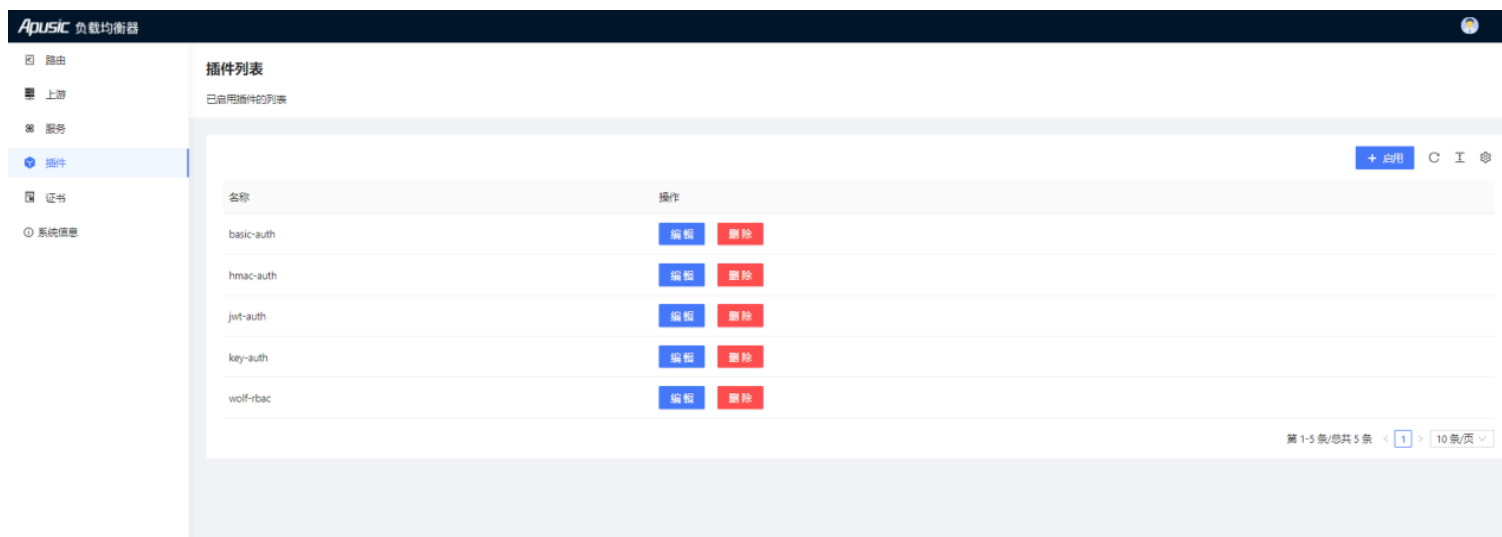 Apusic 负载均衡器
路由
上游
服务
插件
证书
系统信息
插件列表
已启用插件的列表
+ 启用
名称 操作
basic-auth 编辑 删除
hmac-auth 编辑 删除
jwt-auth 编辑 删除
key-auth 编辑 删除
wolf-rbac 编辑 删除
第 1-5 条/总共 5 条 < 1 > 10 条/页